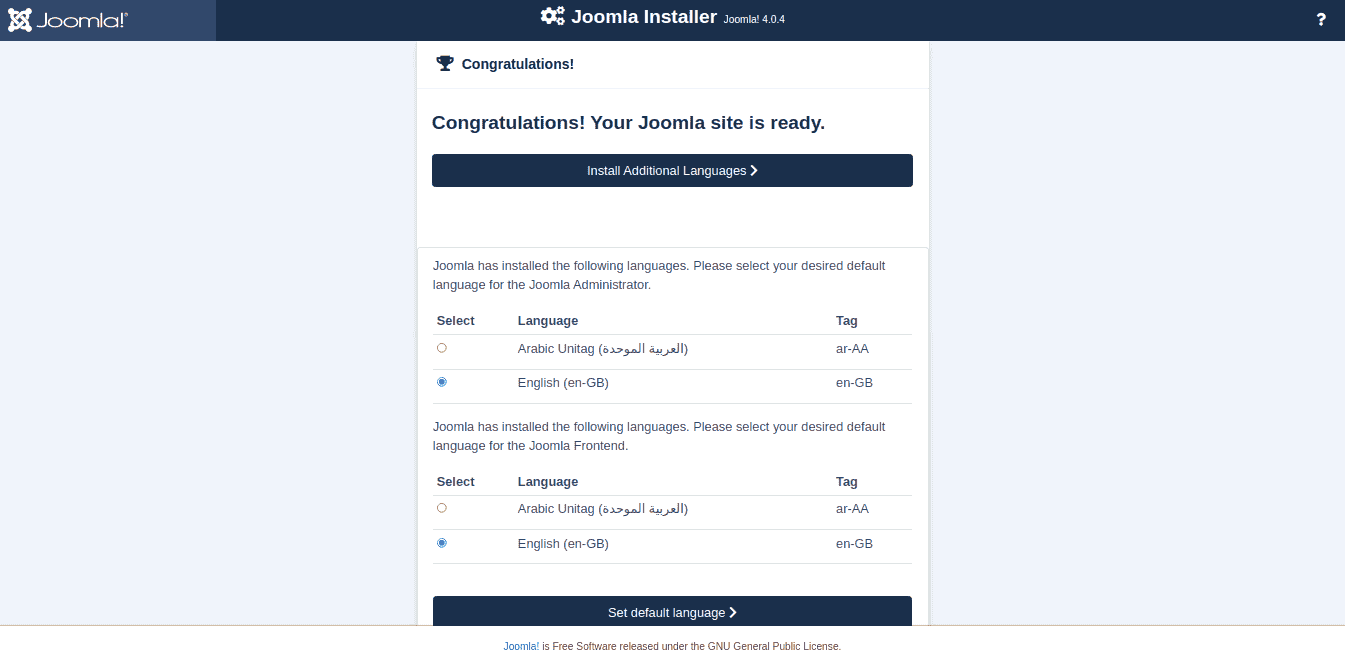 Joomla!®
Joomla Installer Joomla! 4.0.4
?
Congratulations!
Congratulations! Your Joomla site is ready.
Install Additional Languages
Joomla has installed the following languages. Please select your desired default
language for the Joomla Administrator.
Select Language Tag
Arabic Unitag (العربية الموحدة) ar-AA
English (en-GB) en-GB
Joomla has installed the following languages. Please select your desired default
language for the Joomla Frontend.
Select Language Tag
Arabic Unitag (العربية الموحدة) ar-AA
English (en-GB) en-GB
Set default language
Joomla! is Free Software released under the GNU General Public License.